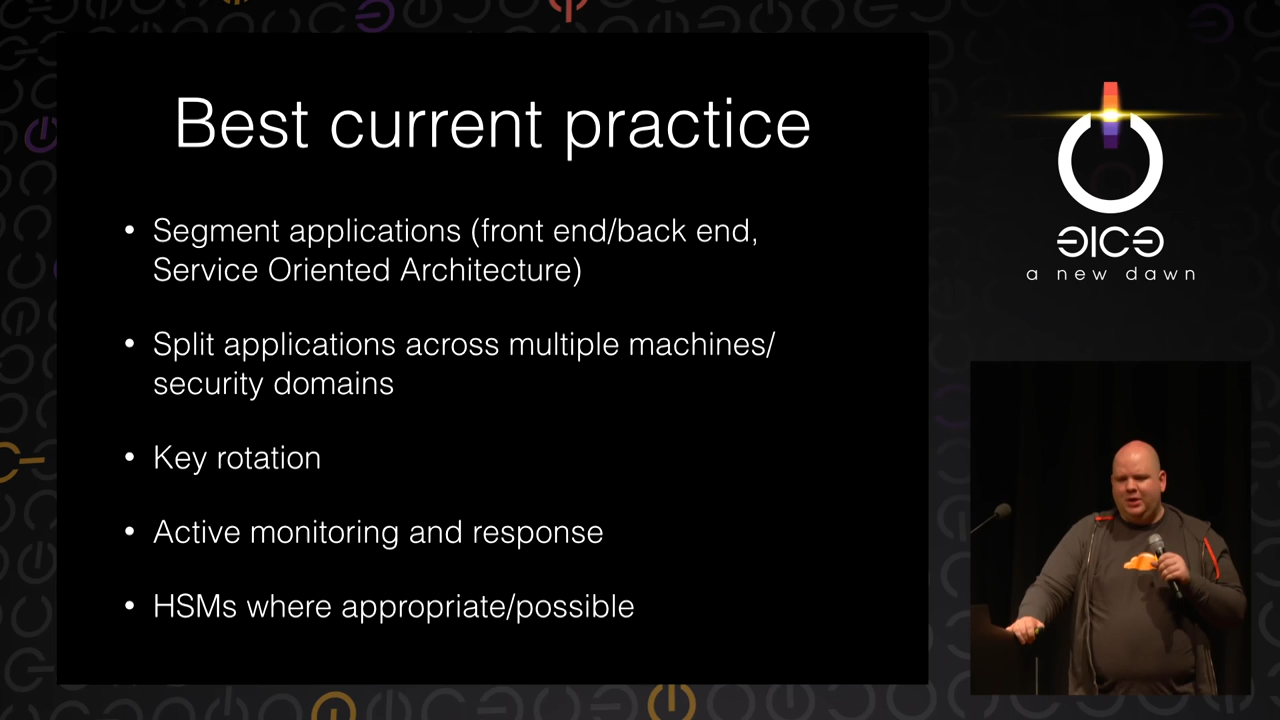 Best current practice
• Segment applications (front end/back end,
Service Oriented Architecture)
• Split applications across multiple machines/
security domains
• Key rotation
• Active monitoring and response
• HSMs where appropriate/possible
a new dawn